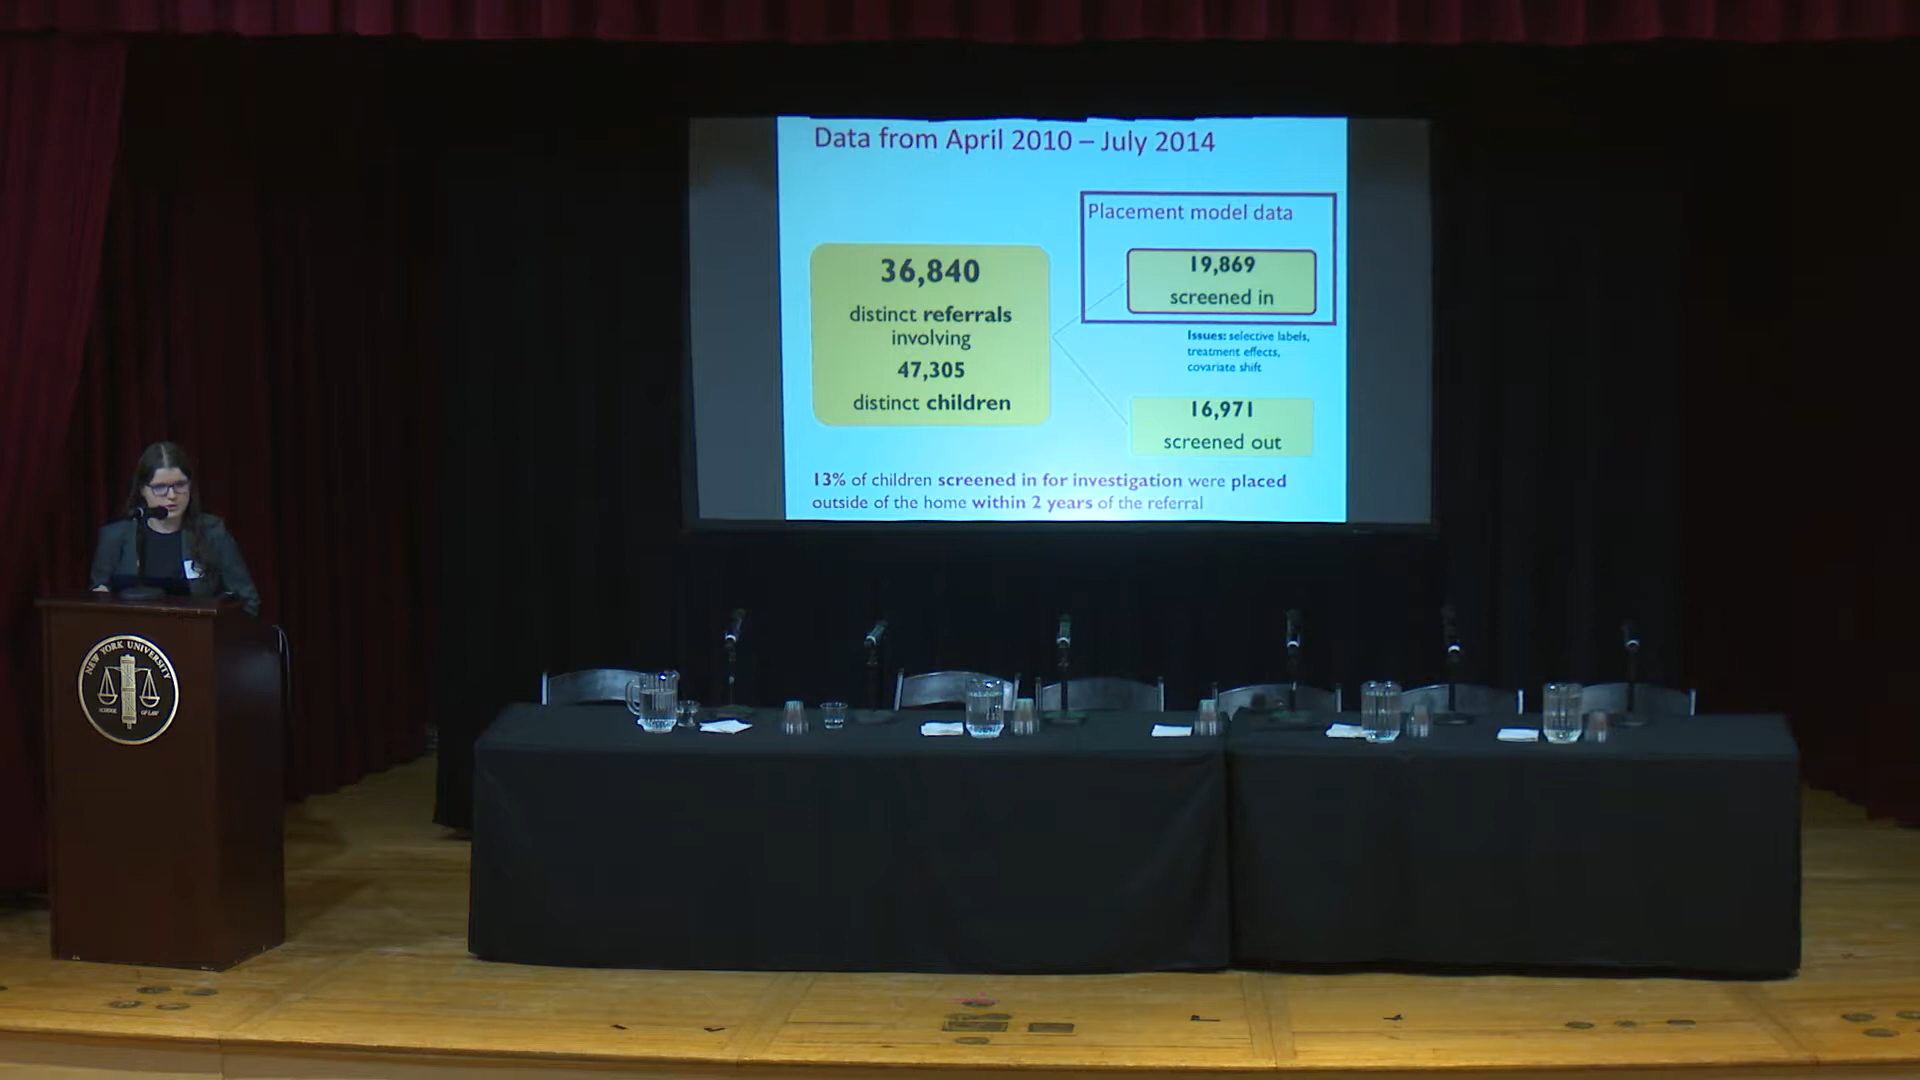 Data from April 2010 – July 2014
Placement model data
36,840
distinct referrals
involving
47,305
distinct children
19,869
screened in
Issues: selective labels,
treatment effects,
covariate shift
16,971
screened out
13% of children screened in for investigation were placed
outside of the home within 2 years of the referral
NEW YORK UNIVERSITY
SCHOOL OF LAW